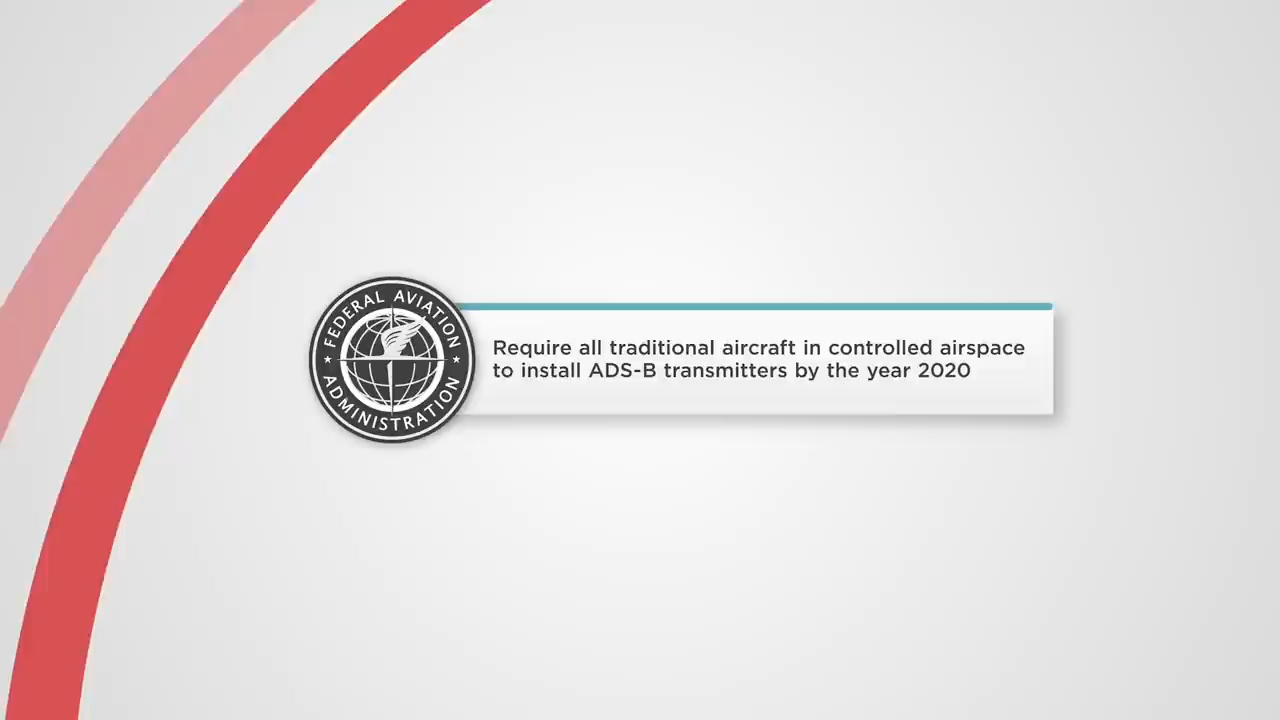 FEDERAL AVIATION
ADMINISTRATION
Require all traditional aircraft in controlled airspace
to install ADS-B transmitters by the year 2020